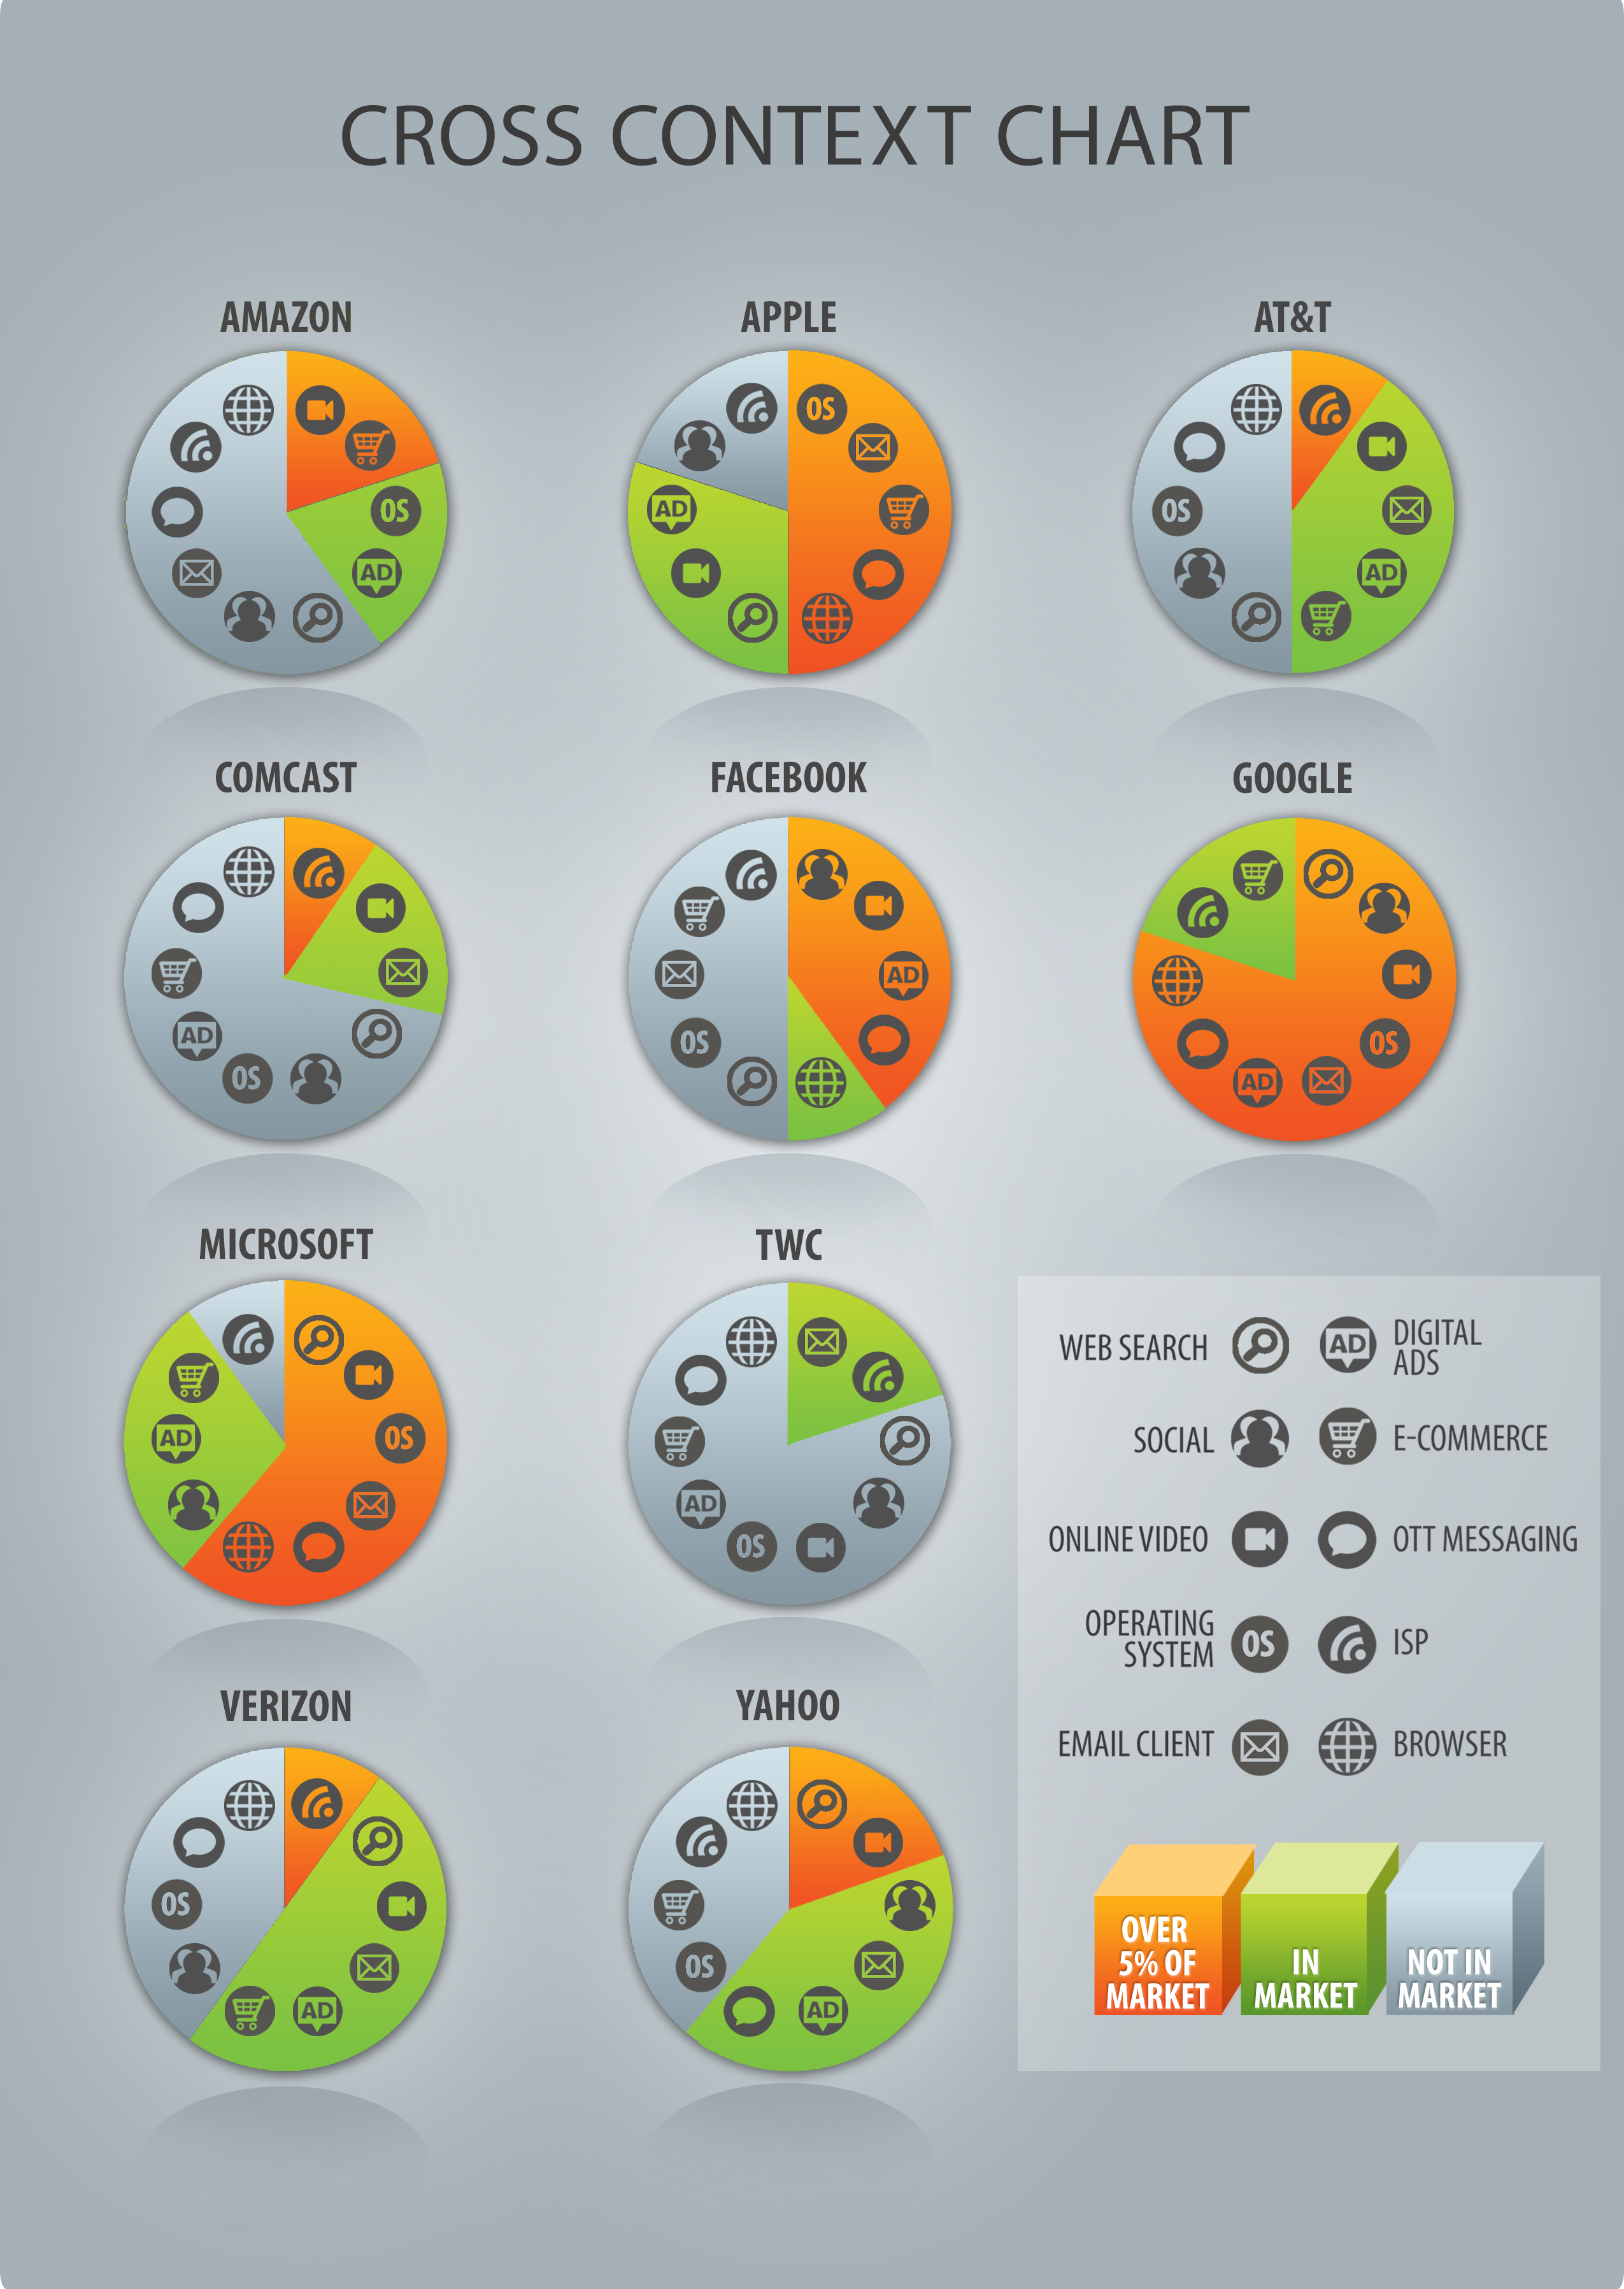 CROSS CONTEXT CHART
AMAZON
OS
AD
APPLE
OS
AD
AT&T
OS
AD
COMCAST
AD
OS
FACEBOOK
AD
OS
GOOGLE
OS
AD
MICROSOFT
OS
AD
TWC
AD
OS
VERIZON
OS
AD
YAHOO
OS
AD
WEB SEARCH
AD
DIGITAL
ADS
SOCIAL
E-COMMERCE
ONLINE VIDEO
OTT MESSAGING
OPERATING
SYSTEM
OS
ISP
EMAIL CLIENT
BROWSER
OVER
5% OF
MARKET
IN
MARKET
NOT IN
MARKET